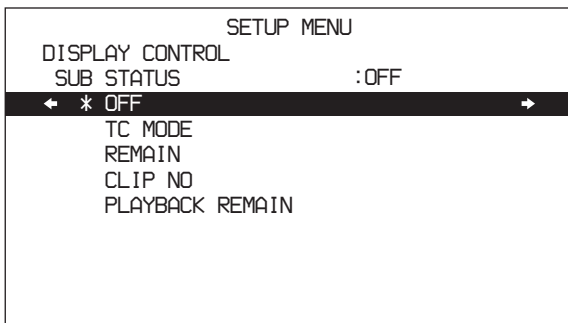 SETUP MENU
DISPLAY CONTROL
SUB STATUS :OFF
← * OFF →
TC MODE
REMAIN
CLIP NO
PLAYBACK REMAIN